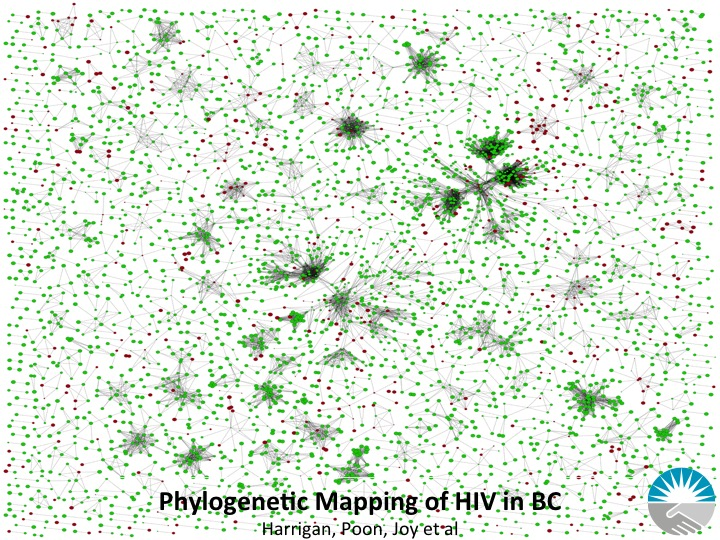 Phylogenetic Mapping of HIV in BC
Harrigan, Poon, Joy et al